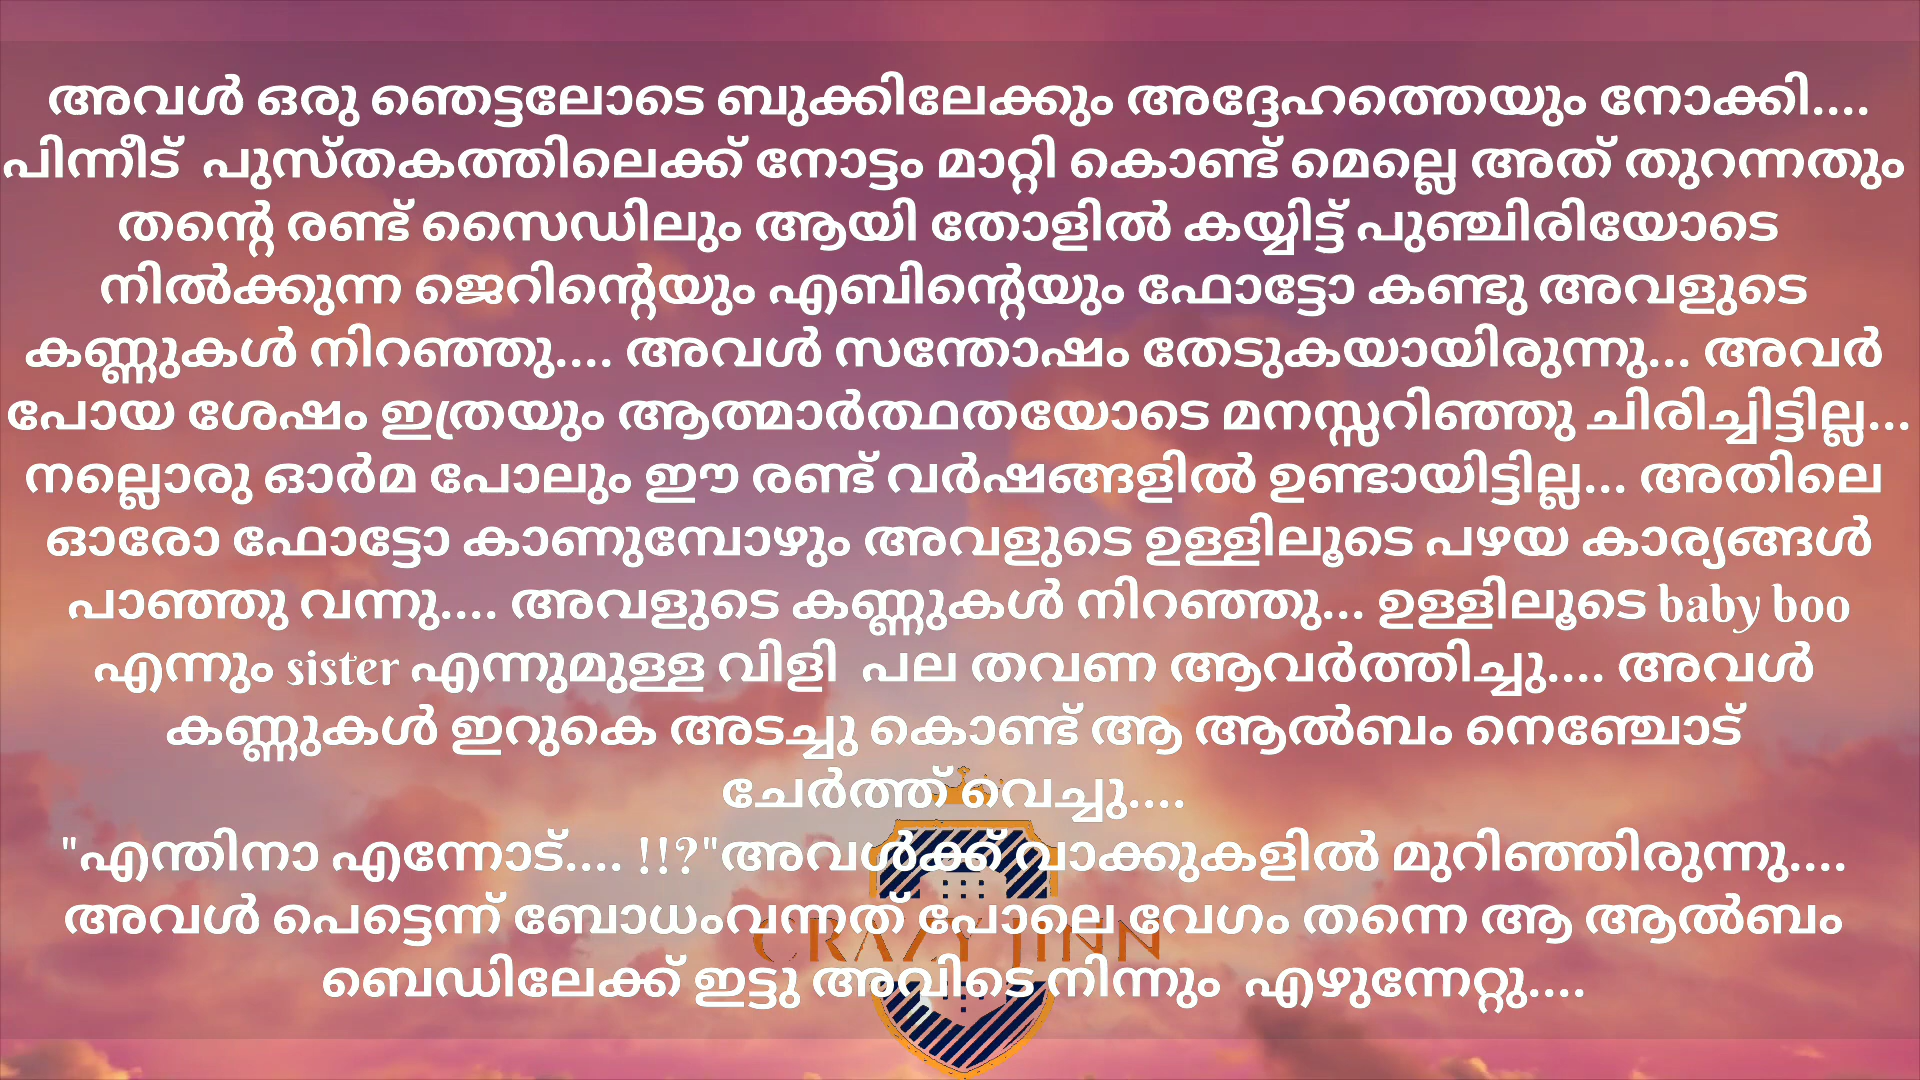 അവൾ ഒരു ഞെട്ടലോടെ ബുക്കിലേക്കും അദ്ദേഹത്തെയും നോക്കി....
പിന്നീട് പുസ്തകത്തിലെക്ക് നോട്ടം മാറ്റി കൊണ്ട് മെല്ലെ അത് തുറന്നതും
തന്റെ രണ്ട് സൈഡിലും ആയി തോളിൽ കയ്യിട്ട് പുഞ്ചിരിയോടെ
നിൽക്കുന്ന ജെറിന്റെയും എബിന്റെയും ഫോട്ടോ കണ്ടു അവളുടെ
കണ്ണുകൾ നിറഞ്ഞു.... അവൾ സന്തോഷം തേടുകയായിരുന്നു... അവർ
പോയ ശേഷം ഇത്രയും ആത്മാർത്ഥതയോടെ മനസ്സറിഞ്ഞു ചിരിച്ചിട്ടില്ല...
നല്ലൊരു ഓർമ പോലും ഈ രണ്ട് വർഷങ്ങളിൽ ഉണ്ടായിട്ടില്ല... അതിലെ
ഓരോ ഫോട്ടോ കാണുമ്പോഴും അവളുടെ ഉള്ളിലൂടെ പഴയ കാര്യങ്ങൾ
പാഞ്ഞു വന്നു.... അവളുടെ കണ്ണുകൾ നിറഞ്ഞു... ഉള്ളിലൂടെ baby boo
എന്നും sister എന്നുമുള്ള വിളി പല തവണ ആവർത്തിച്ചു.... അവൾ
കണ്ണുകൾ ഇറുകെ അടച്ചു കൊണ്ട് ആ ആൽബം നെഞ്ചോട്
ചേർത്ത് വെച്ചു....
"എന്തിനാ എന്നോട്.... !!?"അവൾക്ക് വാക്കുകളിൽ മുറിഞ്ഞിരുന്നു....
അവൾ പെട്ടെന്ന് ബോധംവന്നത് പോലെ വേഗം തന്നെ ആ ആൽബം
CRAZY JINN
ബെഡിലേക്ക് ഇട്ടു അവിടെ നിന്നും എഴുന്നേറ്റു....